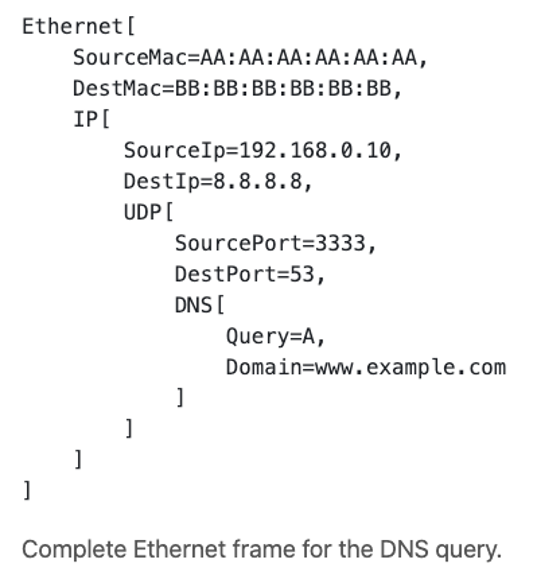 Ethernet[
    SourceMac=AA:AA:AA:AA:AA:AA,
    DestMac=BB:BB:BB:BB:BB:BB,
    IP[
        SourceIp=192.168.0.10,
        DestIp=8.8.8.8,
        UDP[
            SourcePort=3333,
            DestPort=53,
            DNS[
                Query=A,
                Domain=www.example.com
            ]
        ]
    ]
]
Complete Ethernet frame for the DNS query.